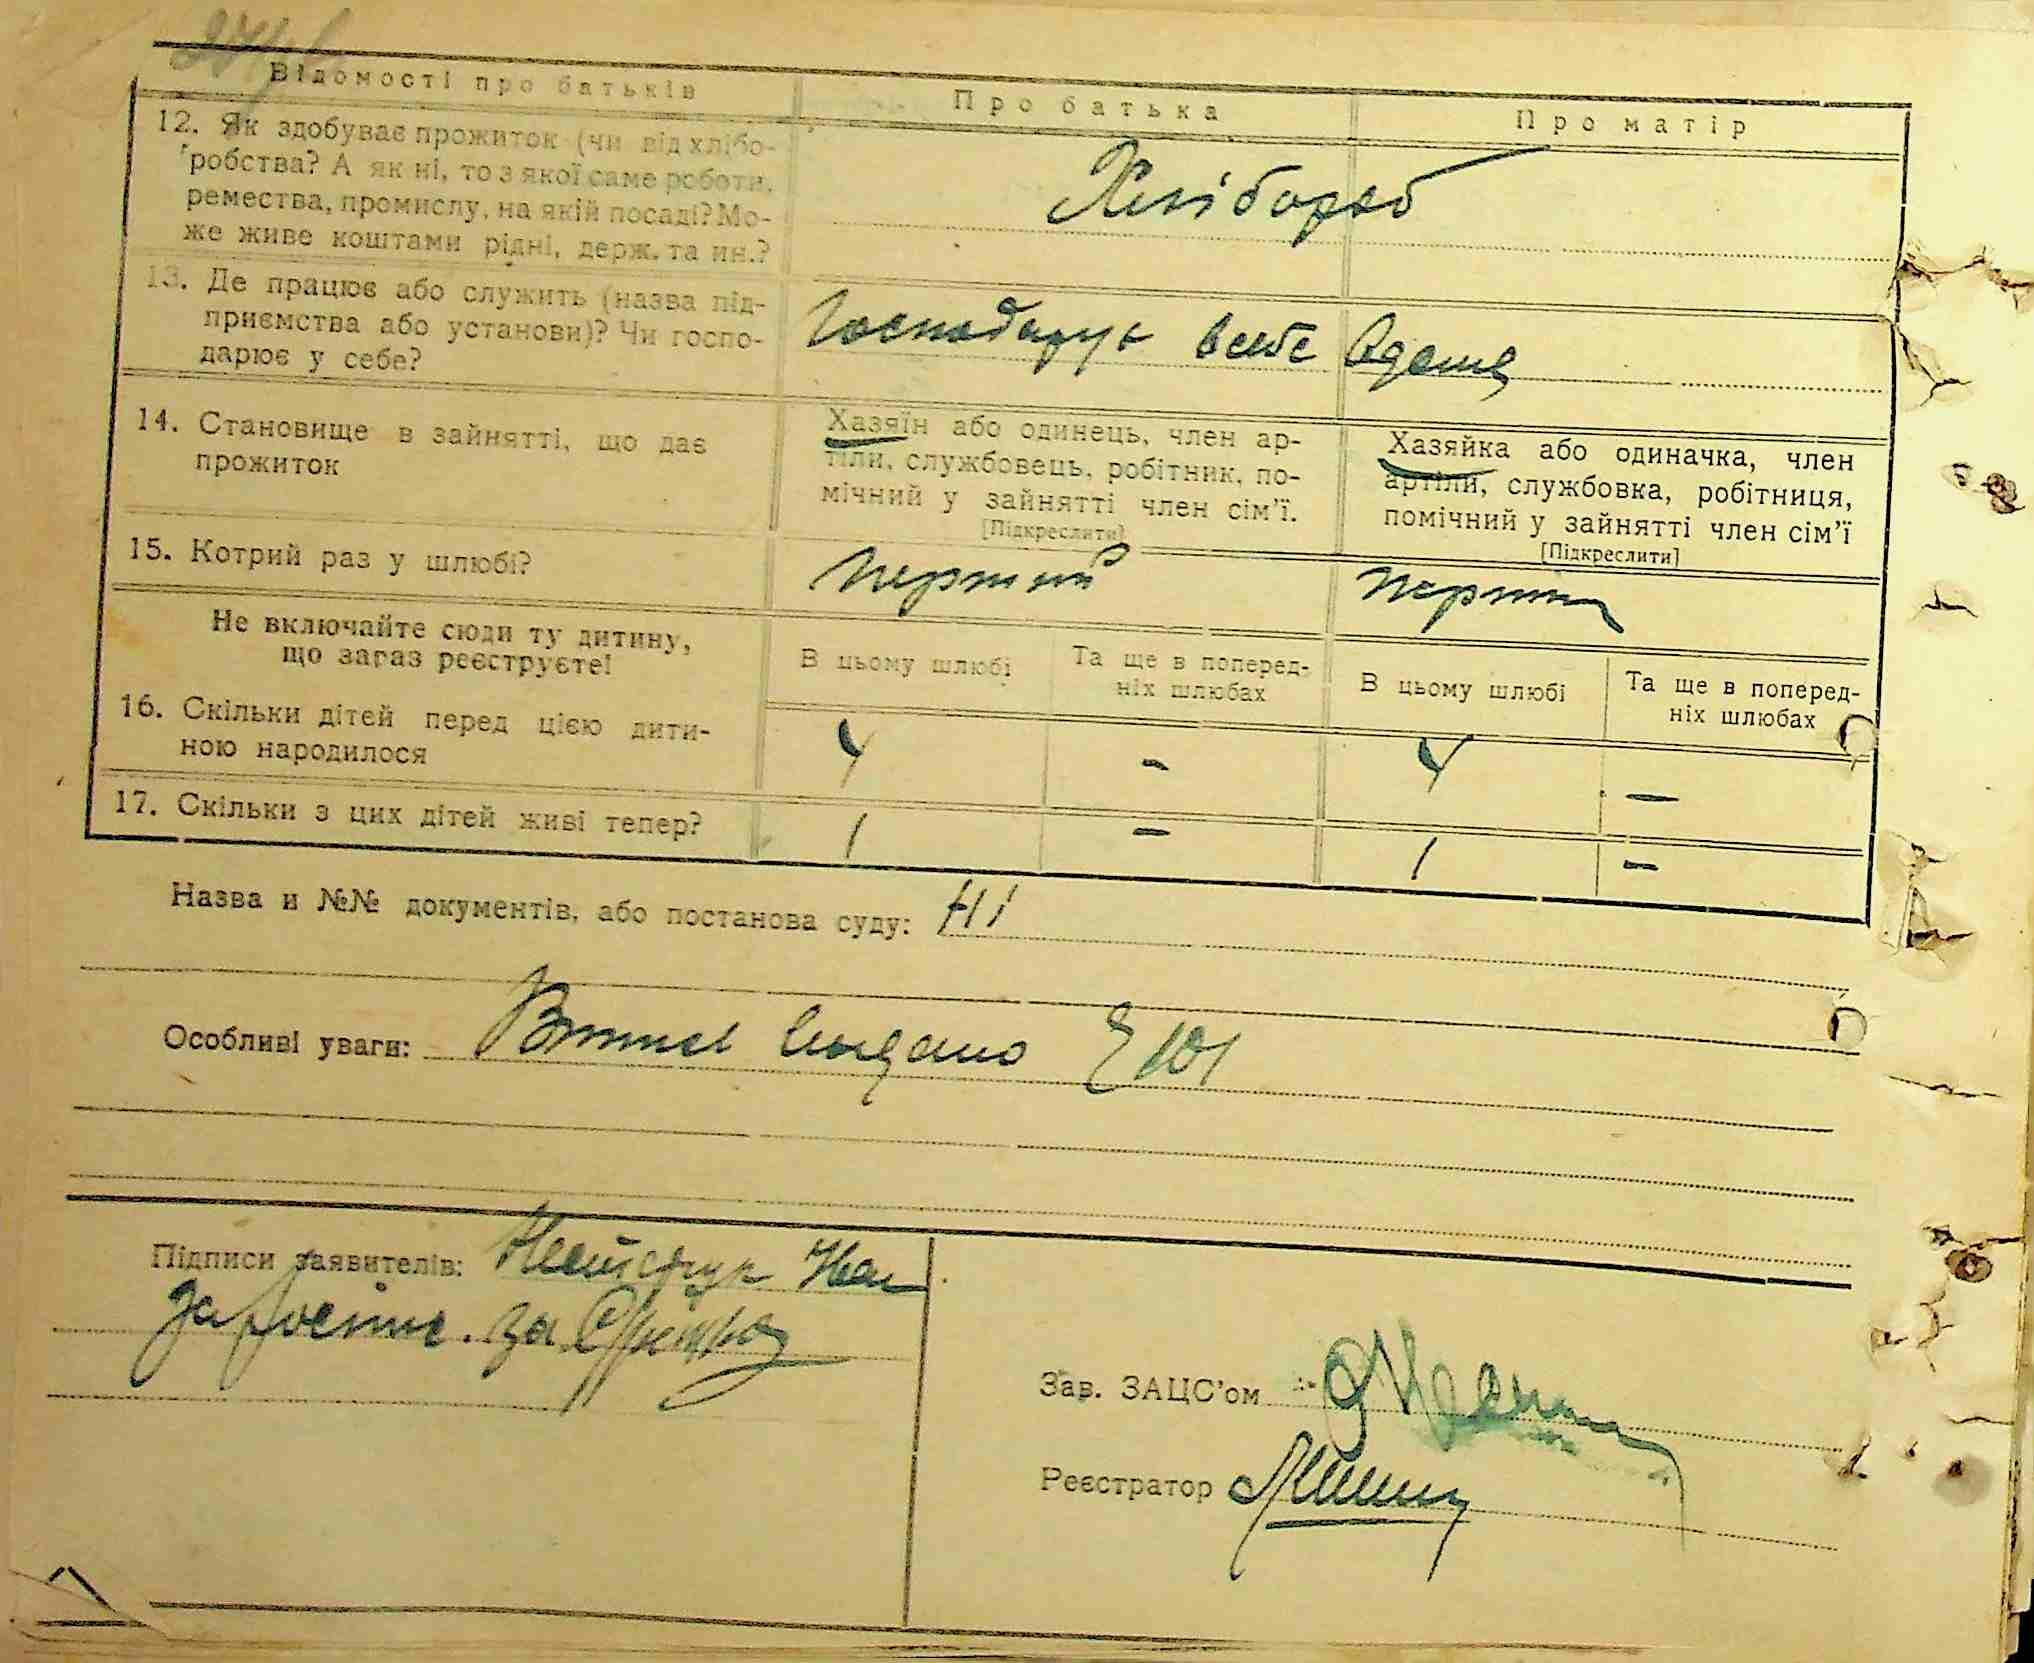 Відомості про батьків
Про батька
Про матір
12. Як здобуває прожиток (чи від хлібо-
робства? А як ні, то з якої саме роботи,
ремества, промислу, на якій посаді? Мо-
же живе коштами рідні, держ. та ин.?
Хлібороб
13. Де працює або служить (назва під-
приємства або установи)? Чи госпо-
дарює у себе?
Господарує в себе вдома
14. Становище в зайнятті, що дає
прожиток
Хазяїн або одинець, член ар-
тіли, службовець, робітник, по-
мічний у зайнятті член сім’ї.
[Підкреслити]
Хазяйка або одиначка, член
артіли, службовка, робітниця,
помічний у зайнятті член сім’ї
[Підкреслити]
15. Котрий раз у шлюбі?
перший
перший
Не включайте сюди ту дитину,
що зараз реєструєте!
В цьому шлюбі
Та ще в поперед-
ніх шлюбах
В цьому шлюбі
Та ще в поперед-
ніх шлюбах
16. Скільки дітей перед цією дити-
ною народилося
4 - 4 -
17. Скільки з цих дітей живі тепер?
1 - 1 -
Назва и №№ документів, або постанова суду: Ні
Особливі уваги: 101
Підписи заявителів:
за
Зав. ЗАЦС’ом
Реєстратор